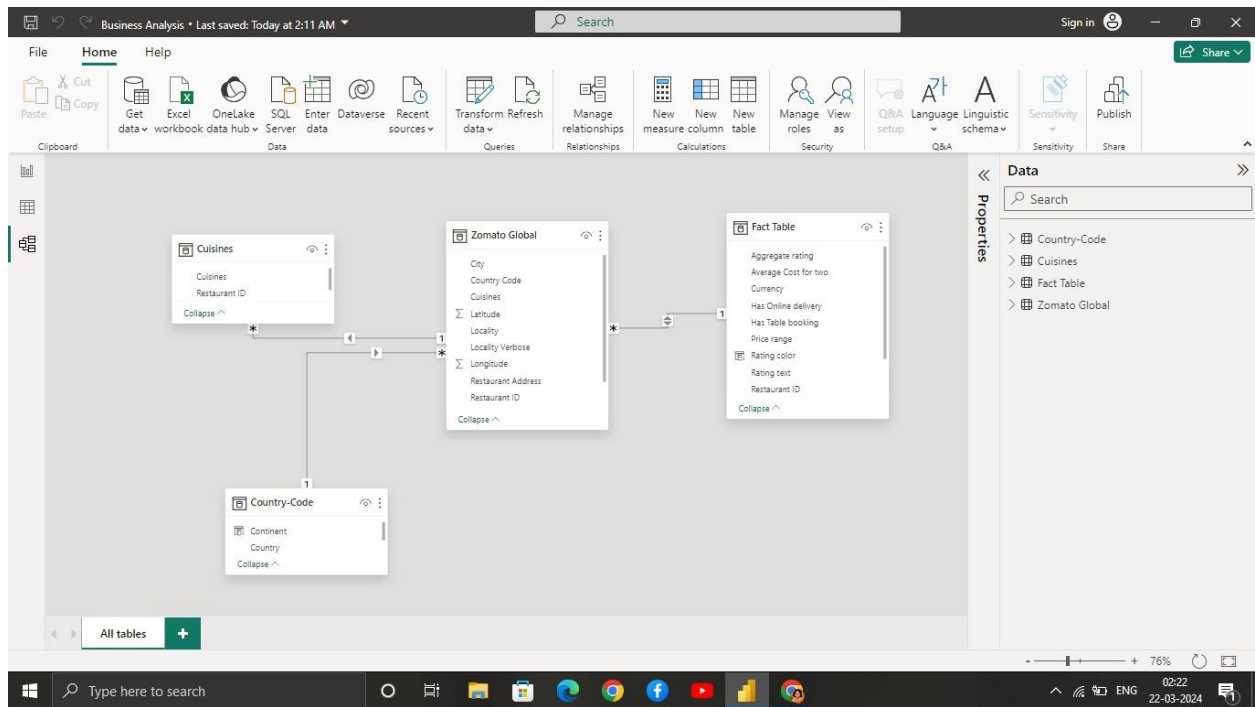 Business Analysis • Last saved: Today at 2:11 AM
Search
Sign in
File Home Help
Share
Paste
Cut
Copy
Get data
Excel workbook
OneLake data hub
SQL Server
Enter data
Dataverse
Recent sources
Transform data
Refresh
Manage relationships
New measure
New column
New table
Manage roles
View as
Q&A setup
Language
Linguistic schema
Sensitivity
Publish
Clipboard
Data
Queries
Relationships
Calculations
Security
Q&A
Sensitivity
Share
Cuisines
Cuisines
Restaurant ID
Collapse
*
1
Zomato Global
City
Country Code
Cuisines
Latitude
Locality
Locality Verbose
Longitude
Restaurant Address
Restaurant ID
Collapse
*
*
1
Fact Table
Aggregate rating
Average Cost for two
Currency
Has Online delivery
Has Table booking
Price range
Rating color
Rating text
Restaurant ID
Collapse
1
Country-Code
Continent
Country
Collapse
Properties
Data
Search
Country-Code
Cuisines
Fact Table
Zomato Global
All tables
+
- + 76%
Type here to search
ENG
02:22
22-03-2024
1